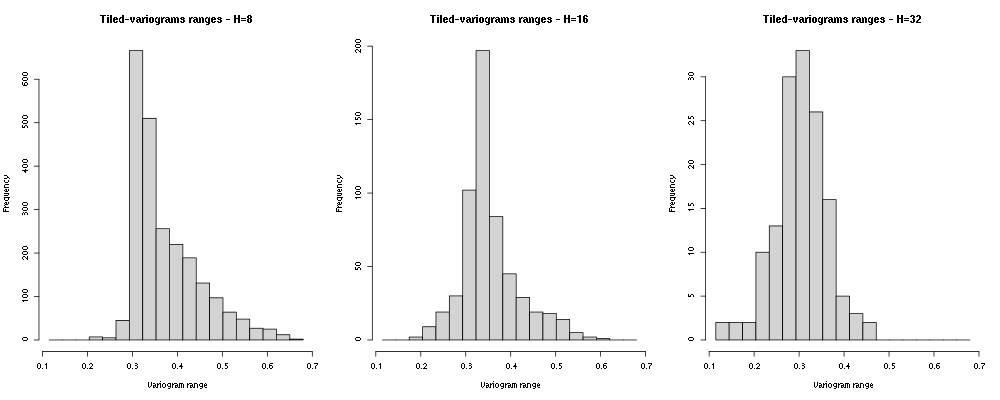 Tiled-variograms ranges - H=8
Frequency
0
100
200
300
400
500
600
0.1 0.2 0.3 0.4 0.5 0.6 0.7
Variogram range
Tiled-variograms ranges - H=16
Frequency
0
50
100
150
200
0.1 0.2 0.3 0.4 0.5 0.6 0.7
Variogram range
Tiled-variograms ranges - H=32
Frequency
0
5
10
15
20
25
30
0.1 0.2 0.3 0.4 0.5 0.6 0.7
Variogram range